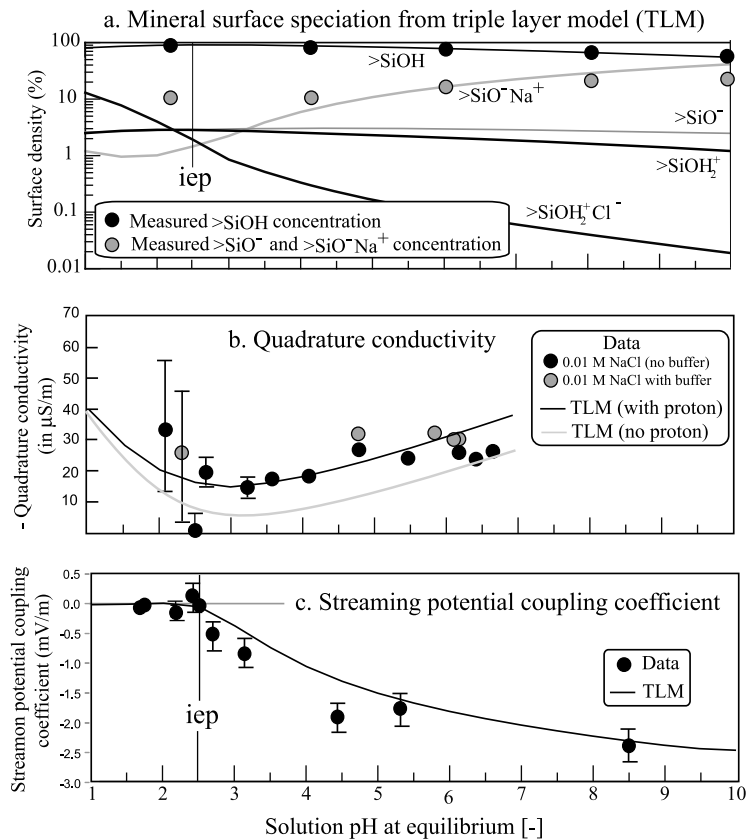 a. Mineral surface speciation from triple layer model (TLM)
Surface density (%)
100
10
1
0.1
0.01
>SiOH
>SiO⁻Na⁺
>SiO⁻
>SiOH₂⁺
>SiOH₂⁺Cl⁻
iep
Measured >SiOH concentration
Measured >SiO⁻ and >SiO⁻Na⁺ concentration
b. Quadrature conductivity
- Quadrature conductivity
(in µS/m)
70
60
50
40
30
20
10
Data
0.01 M NaCl (no buffer)
0.01 M NaCl with buffer
TLM (with proton)
TLM (no proton)
c. Streaming potential coupling coefficient
Streamon potential coupling
coefficient (mV/m)
0.5
0.0
-0.5
-1.0
-1.5
-2.0
-2.5
-3.0
iep
Data
TLM
1 2 3 4 5 6 7 8 9 10
Solution pH at equilibrium [-]